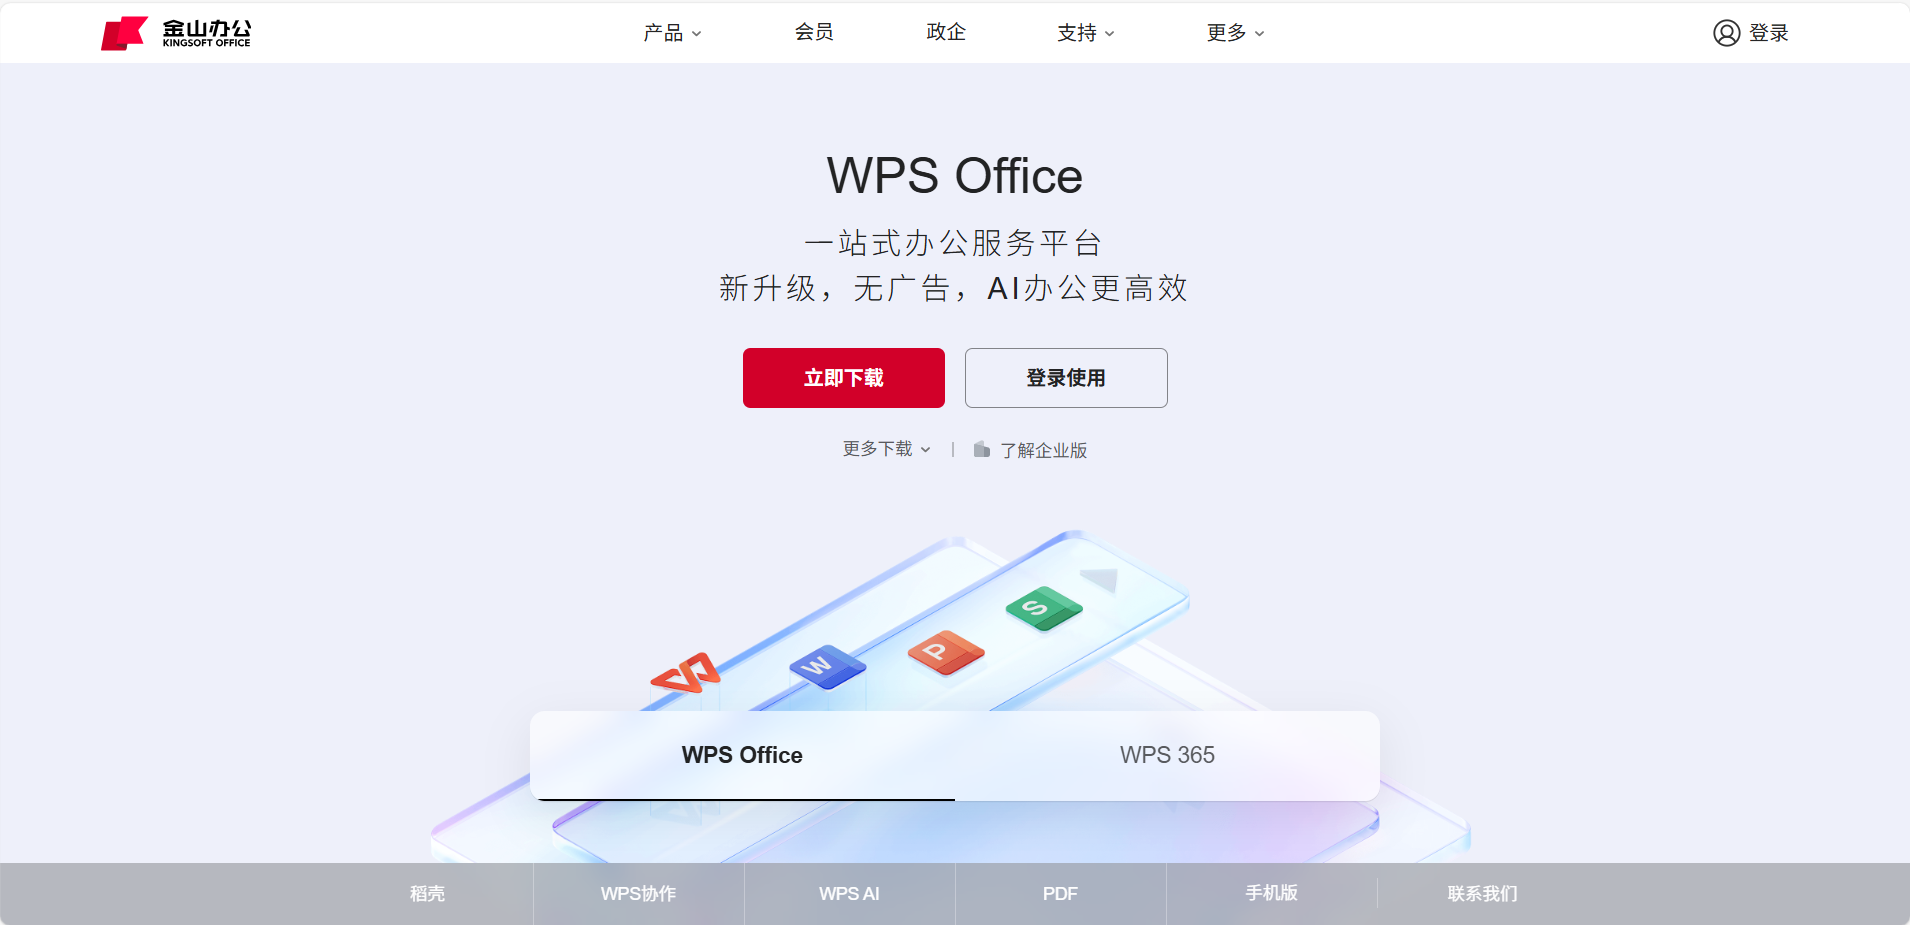 金山办公
KINGSOFT OFFICE
产品
会员
政企
支持
更多
登录
WPS Office
一站式办公服务平台
新升级，无广告，AI办公更高效
立即下载
登录使用
更多下载
了解企业版
S
P
W
WPS Office
WPS 365
稻壳
WPS协作
WPS AI
PDF
手机版
联系我们